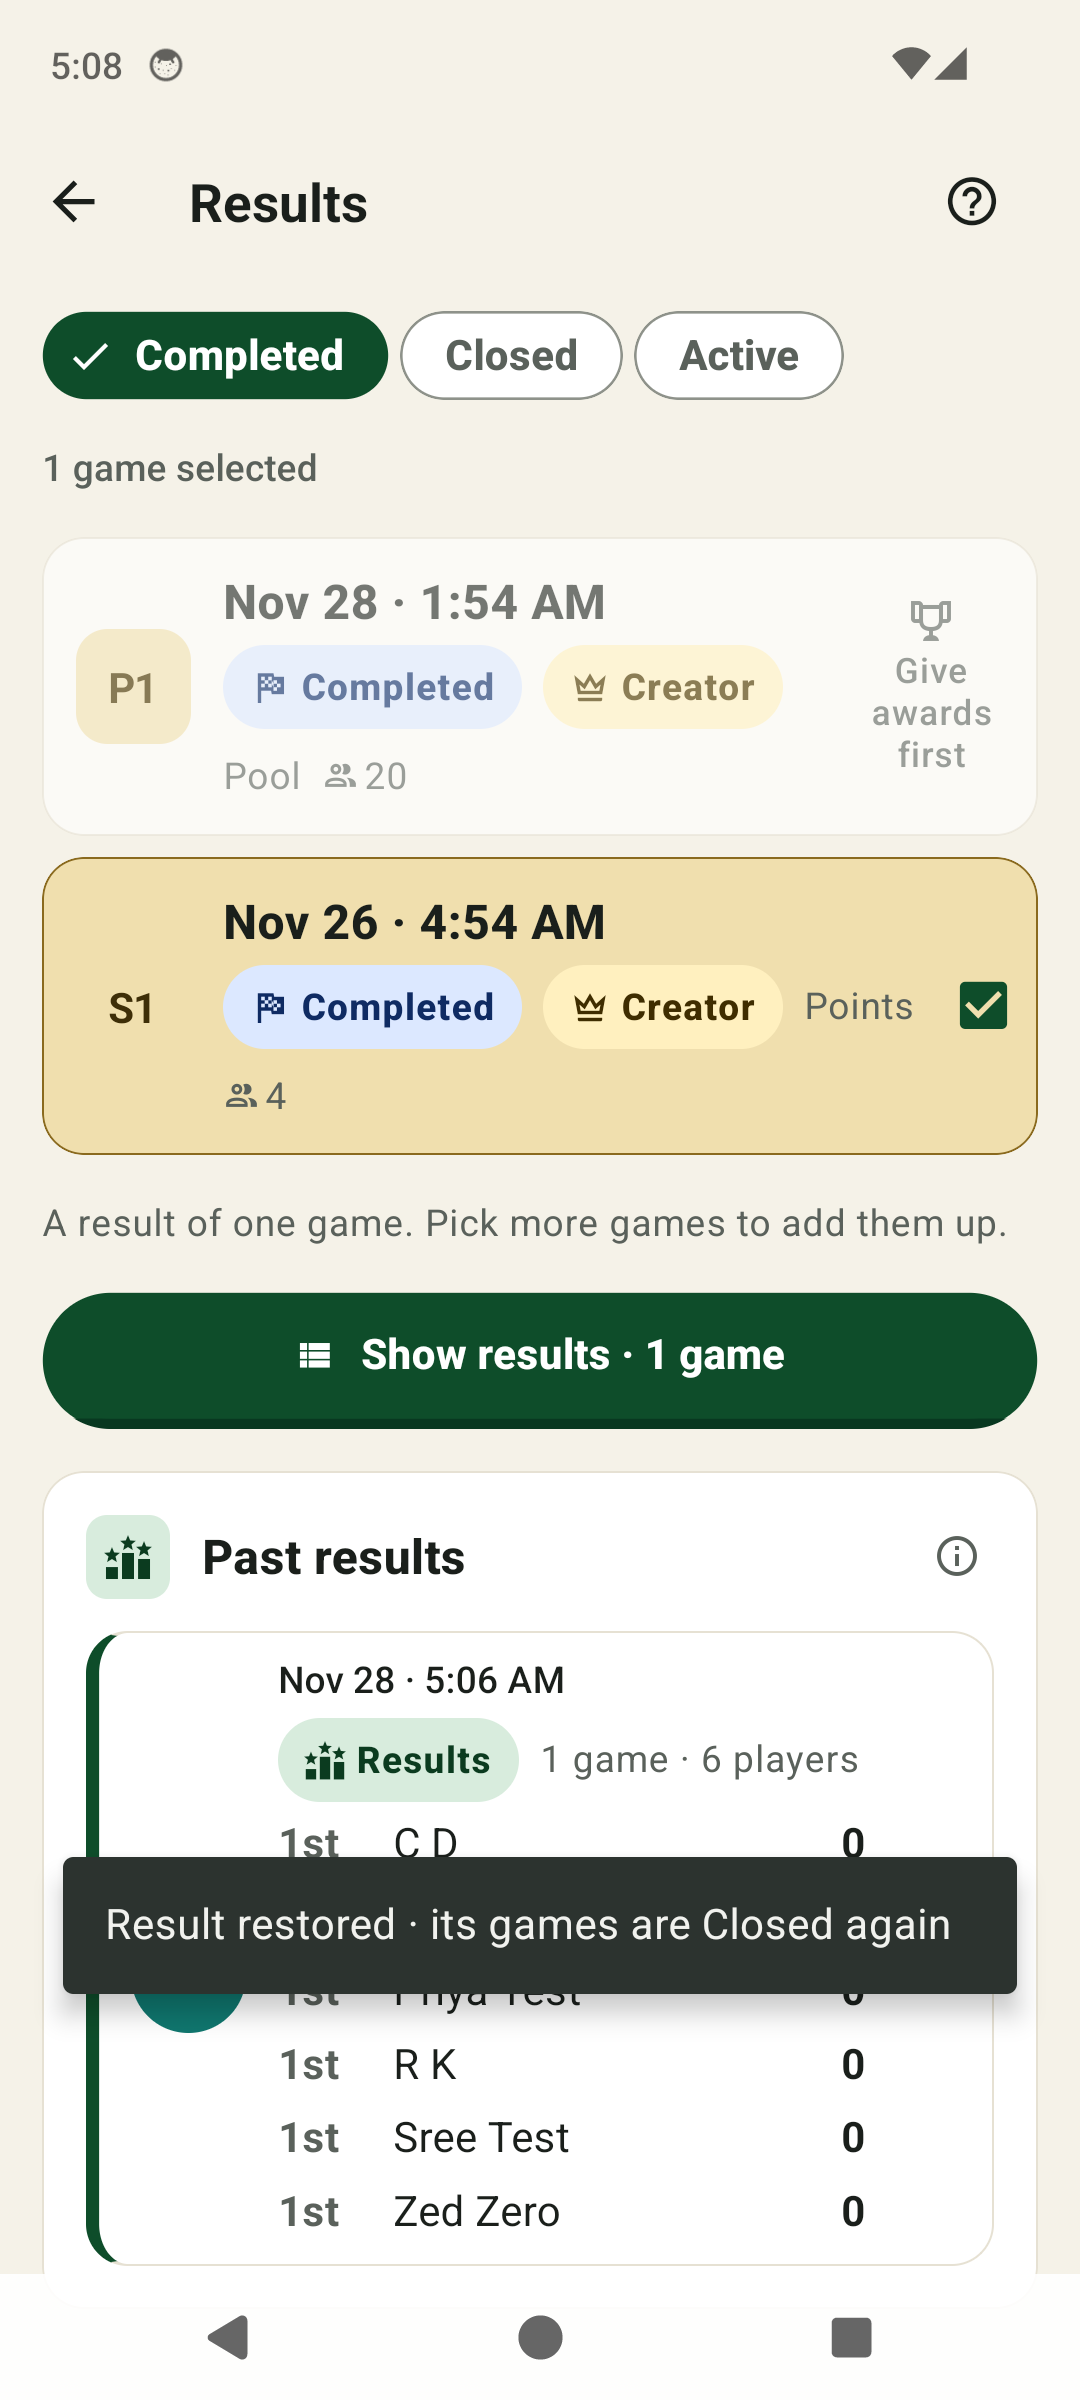 5:08
Results
Completed
Closed
Active
1 game selected
Nov 28 · 1:54 AM
P1
Completed
Creator
Give
awards
first
Pool
20
Nov 26 · 4:54 AM
S1
Completed
Creator
Points
4
A result of one game. Pick more games to add them up.
Show results · 1 game
Past results
Nov 28 · 5:06 AM
Results
1 game · 6 players
1st C D 0
Result restored · its games are Closed again
1st Test 0
1st R K 0
1st Sree Test 0
1st Zed Zero 0